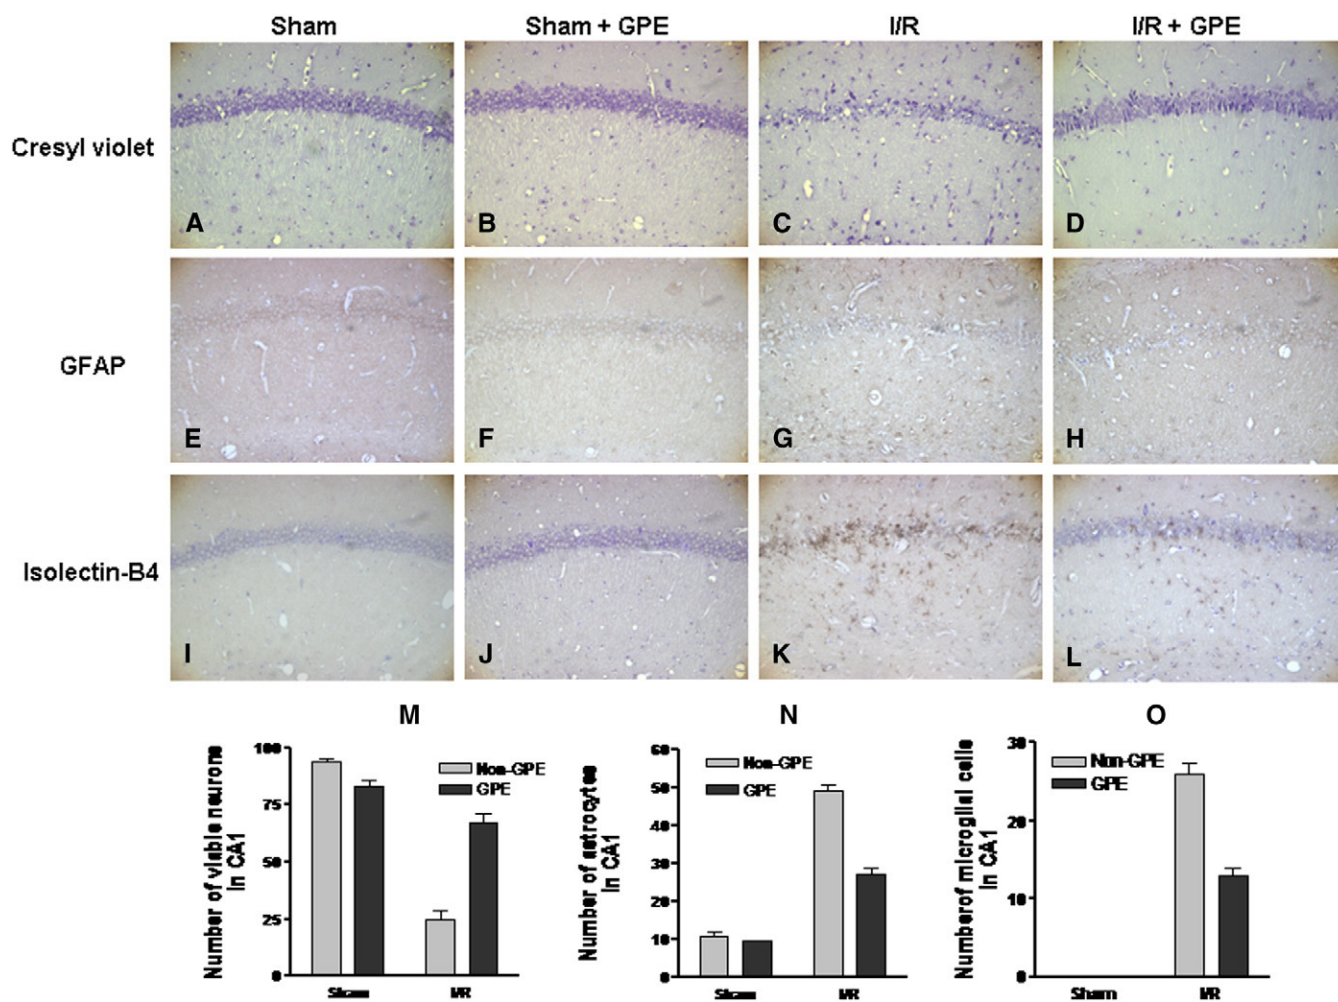 Sham Sham + GPE I/R I/R + GPE
Cresyl violet
A B C D
GFAP
E F G H
Isolectin-B4
I J K L
M N O
Number of viable neurons
in CA1
100
75
50
25
0
Non-GPE
GPE
Sham I/R
Number of astrocytes
in CA1
60
50
40
30
20
10
0
Non-GPE
GPE
Sham I/R
Number of microglial cells
in CA1
30
20
10
0
Non-GPE
GPE
Sham I/R